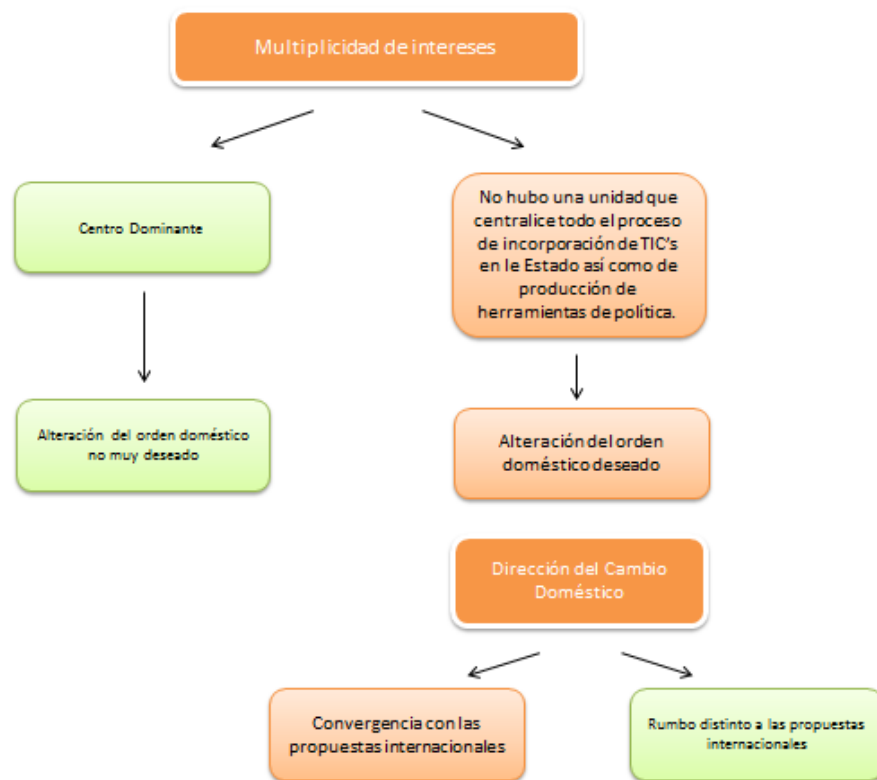 Multiplicidad de intereses
Centro Dominante
No hubo una unidad que
centralice todo el proceso
de incorporación de TIC's
en le Estado así como de
producción de
herramientas de política.
Alteración del orden doméstico
no muy deseado
Alteración del orden
doméstico deseado
Dirección del Cambio
Doméstico
Convergencia con las
propuestas internacionales
Rumbo distinto a las propuestas
internacionales